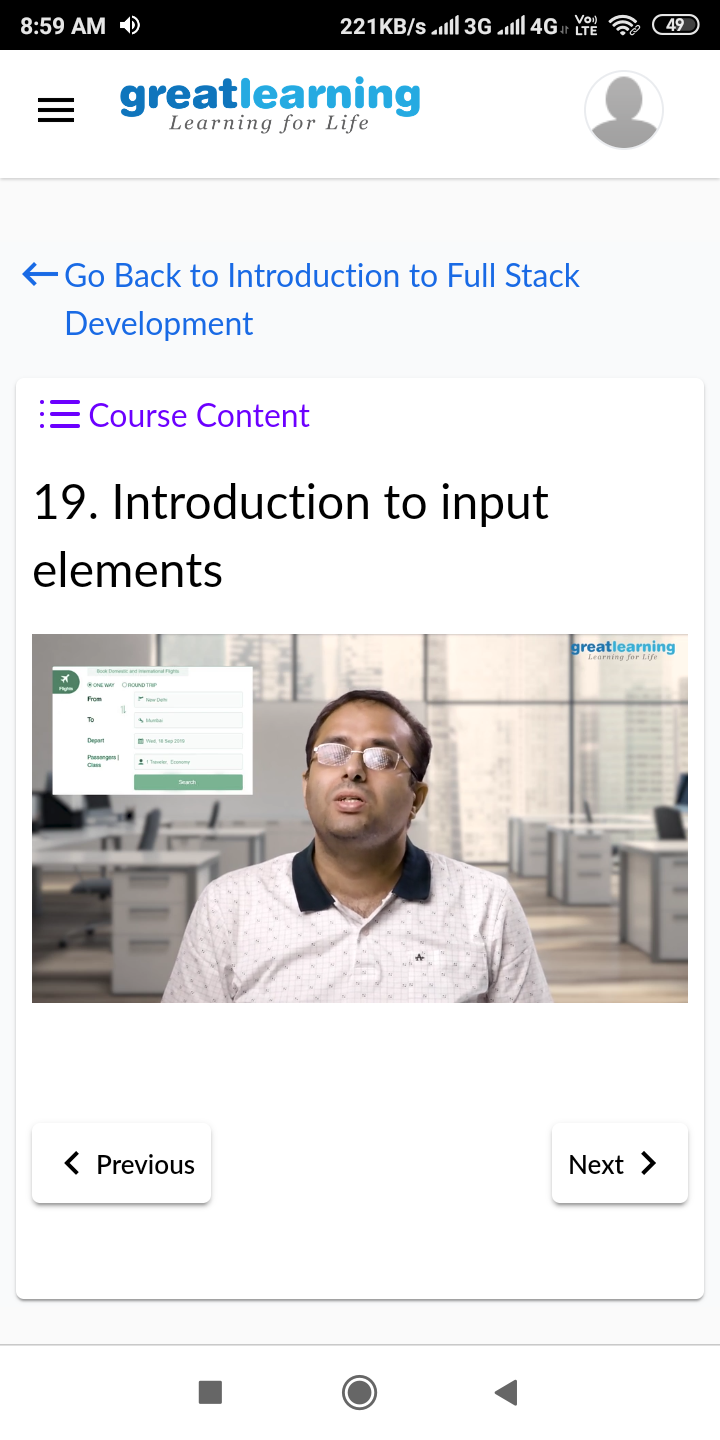 8:59 AM 221KB/s 3G 4G Vo) LTE 49
greatlearning
Learning for Life
Go Back to Introduction to Full Stack
Development
Course Content
19. Introduction to input
elements
greatlearning
Learning for Life
Book Domestic and International Flights
Flights
ONE WAY ROUND TRIP
From New Delhi
To Mumbai
Depart Wed, 18 Sep 2019
Passengers | 1 Traveler, Economy
Class
Search
Previous Next